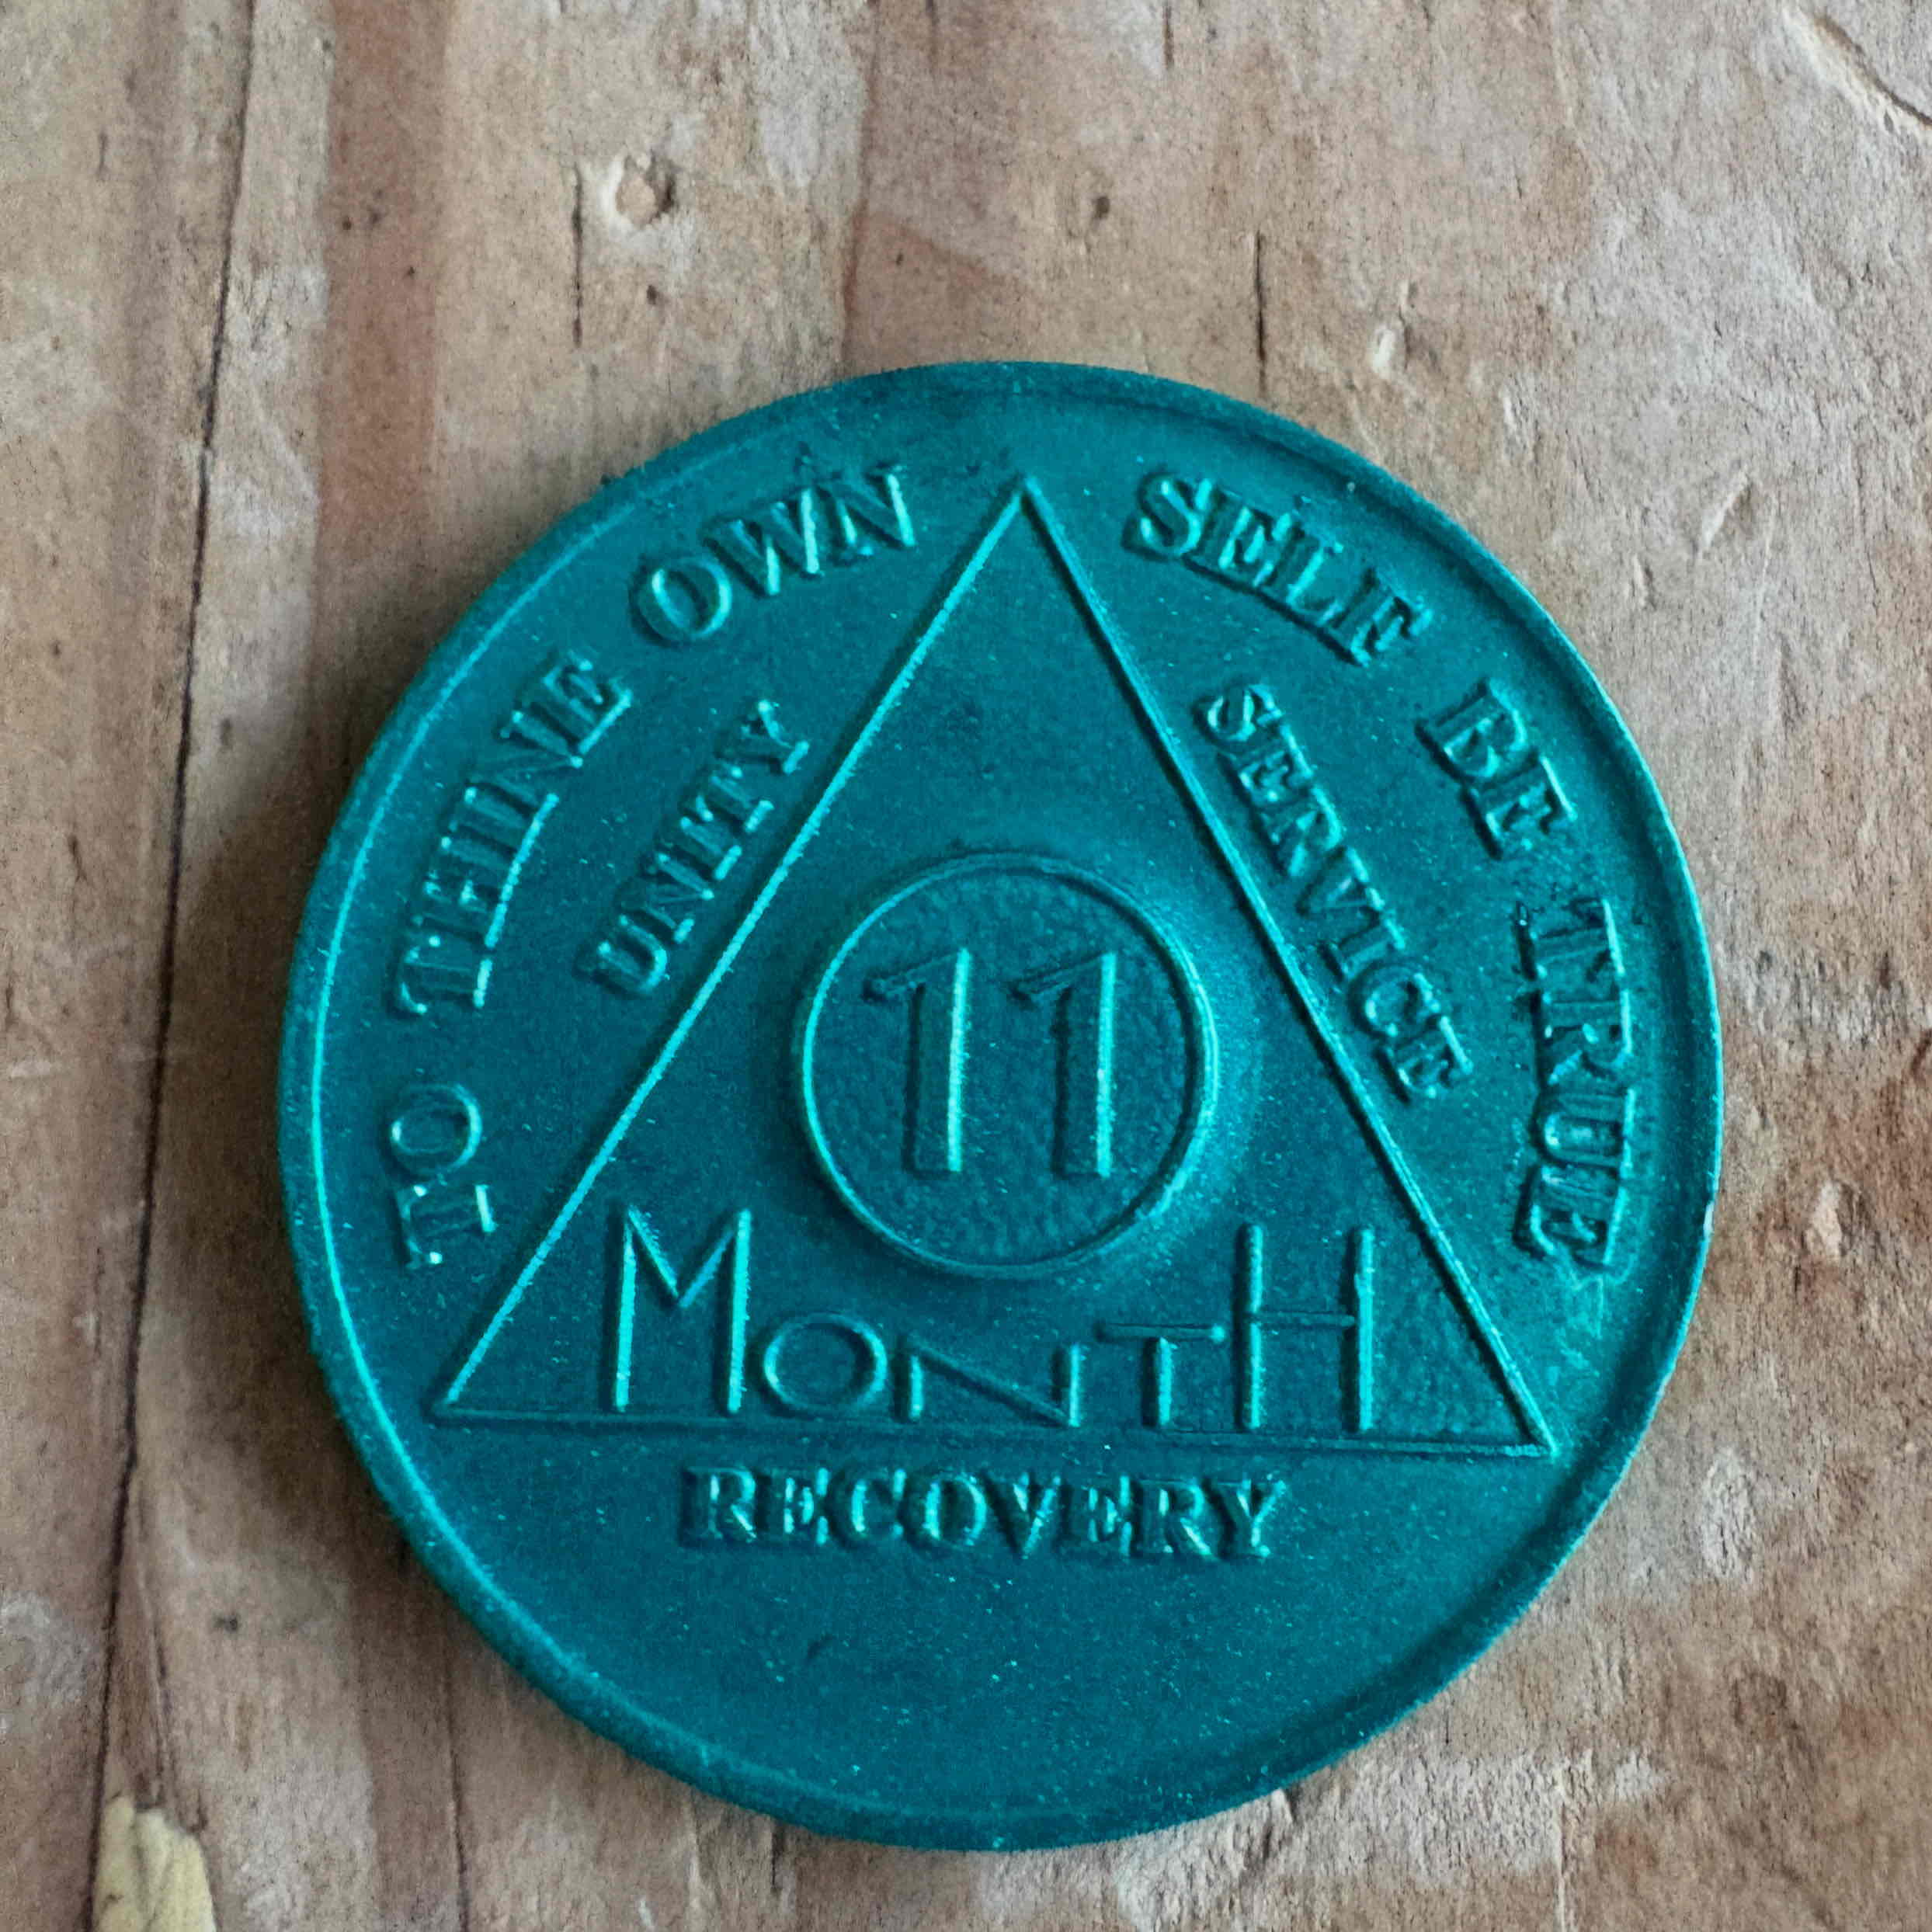 TO THINE OWN SELF BE TRUE
UNITY
SERVICE
11
MONTH
RECOVERY